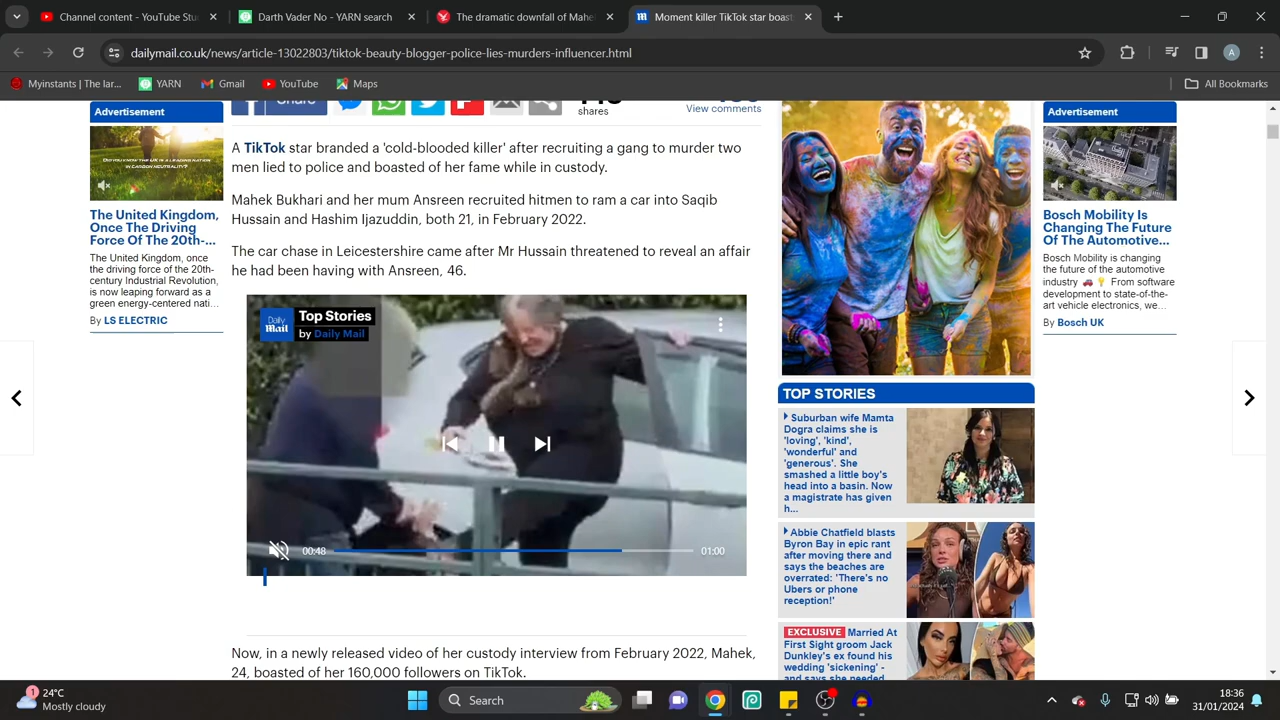 Channel content - YouTube Stu
Darth Vader No - YARN search
The dramatic downfall of Mahe
Moment killer TikTok star boast
dailymail.co.uk/news/article-13022803/tiktok-beauty-blogger-police-lies-murders-influencer.html
A
Myinstants | The lar...
YARN
Gmail
YouTube
Maps
All Bookmarks
Share
shares
View comments
Advertisement
The United Kingdom,
Once The Driving
Force Of The 20th-...
The United Kingdom, once
the driving force of the 20th-
century Industrial Revolution,
is now leaping forward as a
green energy-centered nati...
By LS ELECTRIC
A TikTok star branded a 'cold-blooded killer' after recruiting a gang to murder two
men lied to police and boasted of her fame while in custody.
Mahek Bukhari and her mum Ansreen recruited hitmen to ram a car into Saqib
Hussain and Hashim Ijazuddin, both 21, in February 2022.
The car chase in Leicestershire came after Mr Hussain threatened to reveal an affair
he had been having with Ansreen, 46.
Daily Mail
Top Stories
by Daily Mail
00:48
01:00
Now, in a newly released video of her custody interview from February 2022, Mahek,
24, boasted of her 160,000 followers on TikTok.
TOP STORIES
Suburban wife Mamta
Dogra claims she is
'loving', 'kind',
'wonderful' and
'generous'. She
smashed a little boy's
head into a basin. Now
a magistrate has given
h...
Abbie Chatfield blasts
Byron Bay in epic rant
after moving there and
says the beaches are
overrated: 'There's no
Ubers or phone
reception!'
EXCLUSIVE Married At
First Sight groom Jack
Dunkley's ex found his
wedding 'sickening' -
and says she needed
Advertisement
Bosch Mobility Is
Changing The Future
Of The Automotive...
Bosch Mobility is changing
the future of the automotive
industry 🚗 💡 From software
development to state-of-the-
art vehicle electronics, we...
By Bosch UK
1
24°C
Mostly cloudy
Search
18:36
31/01/2024